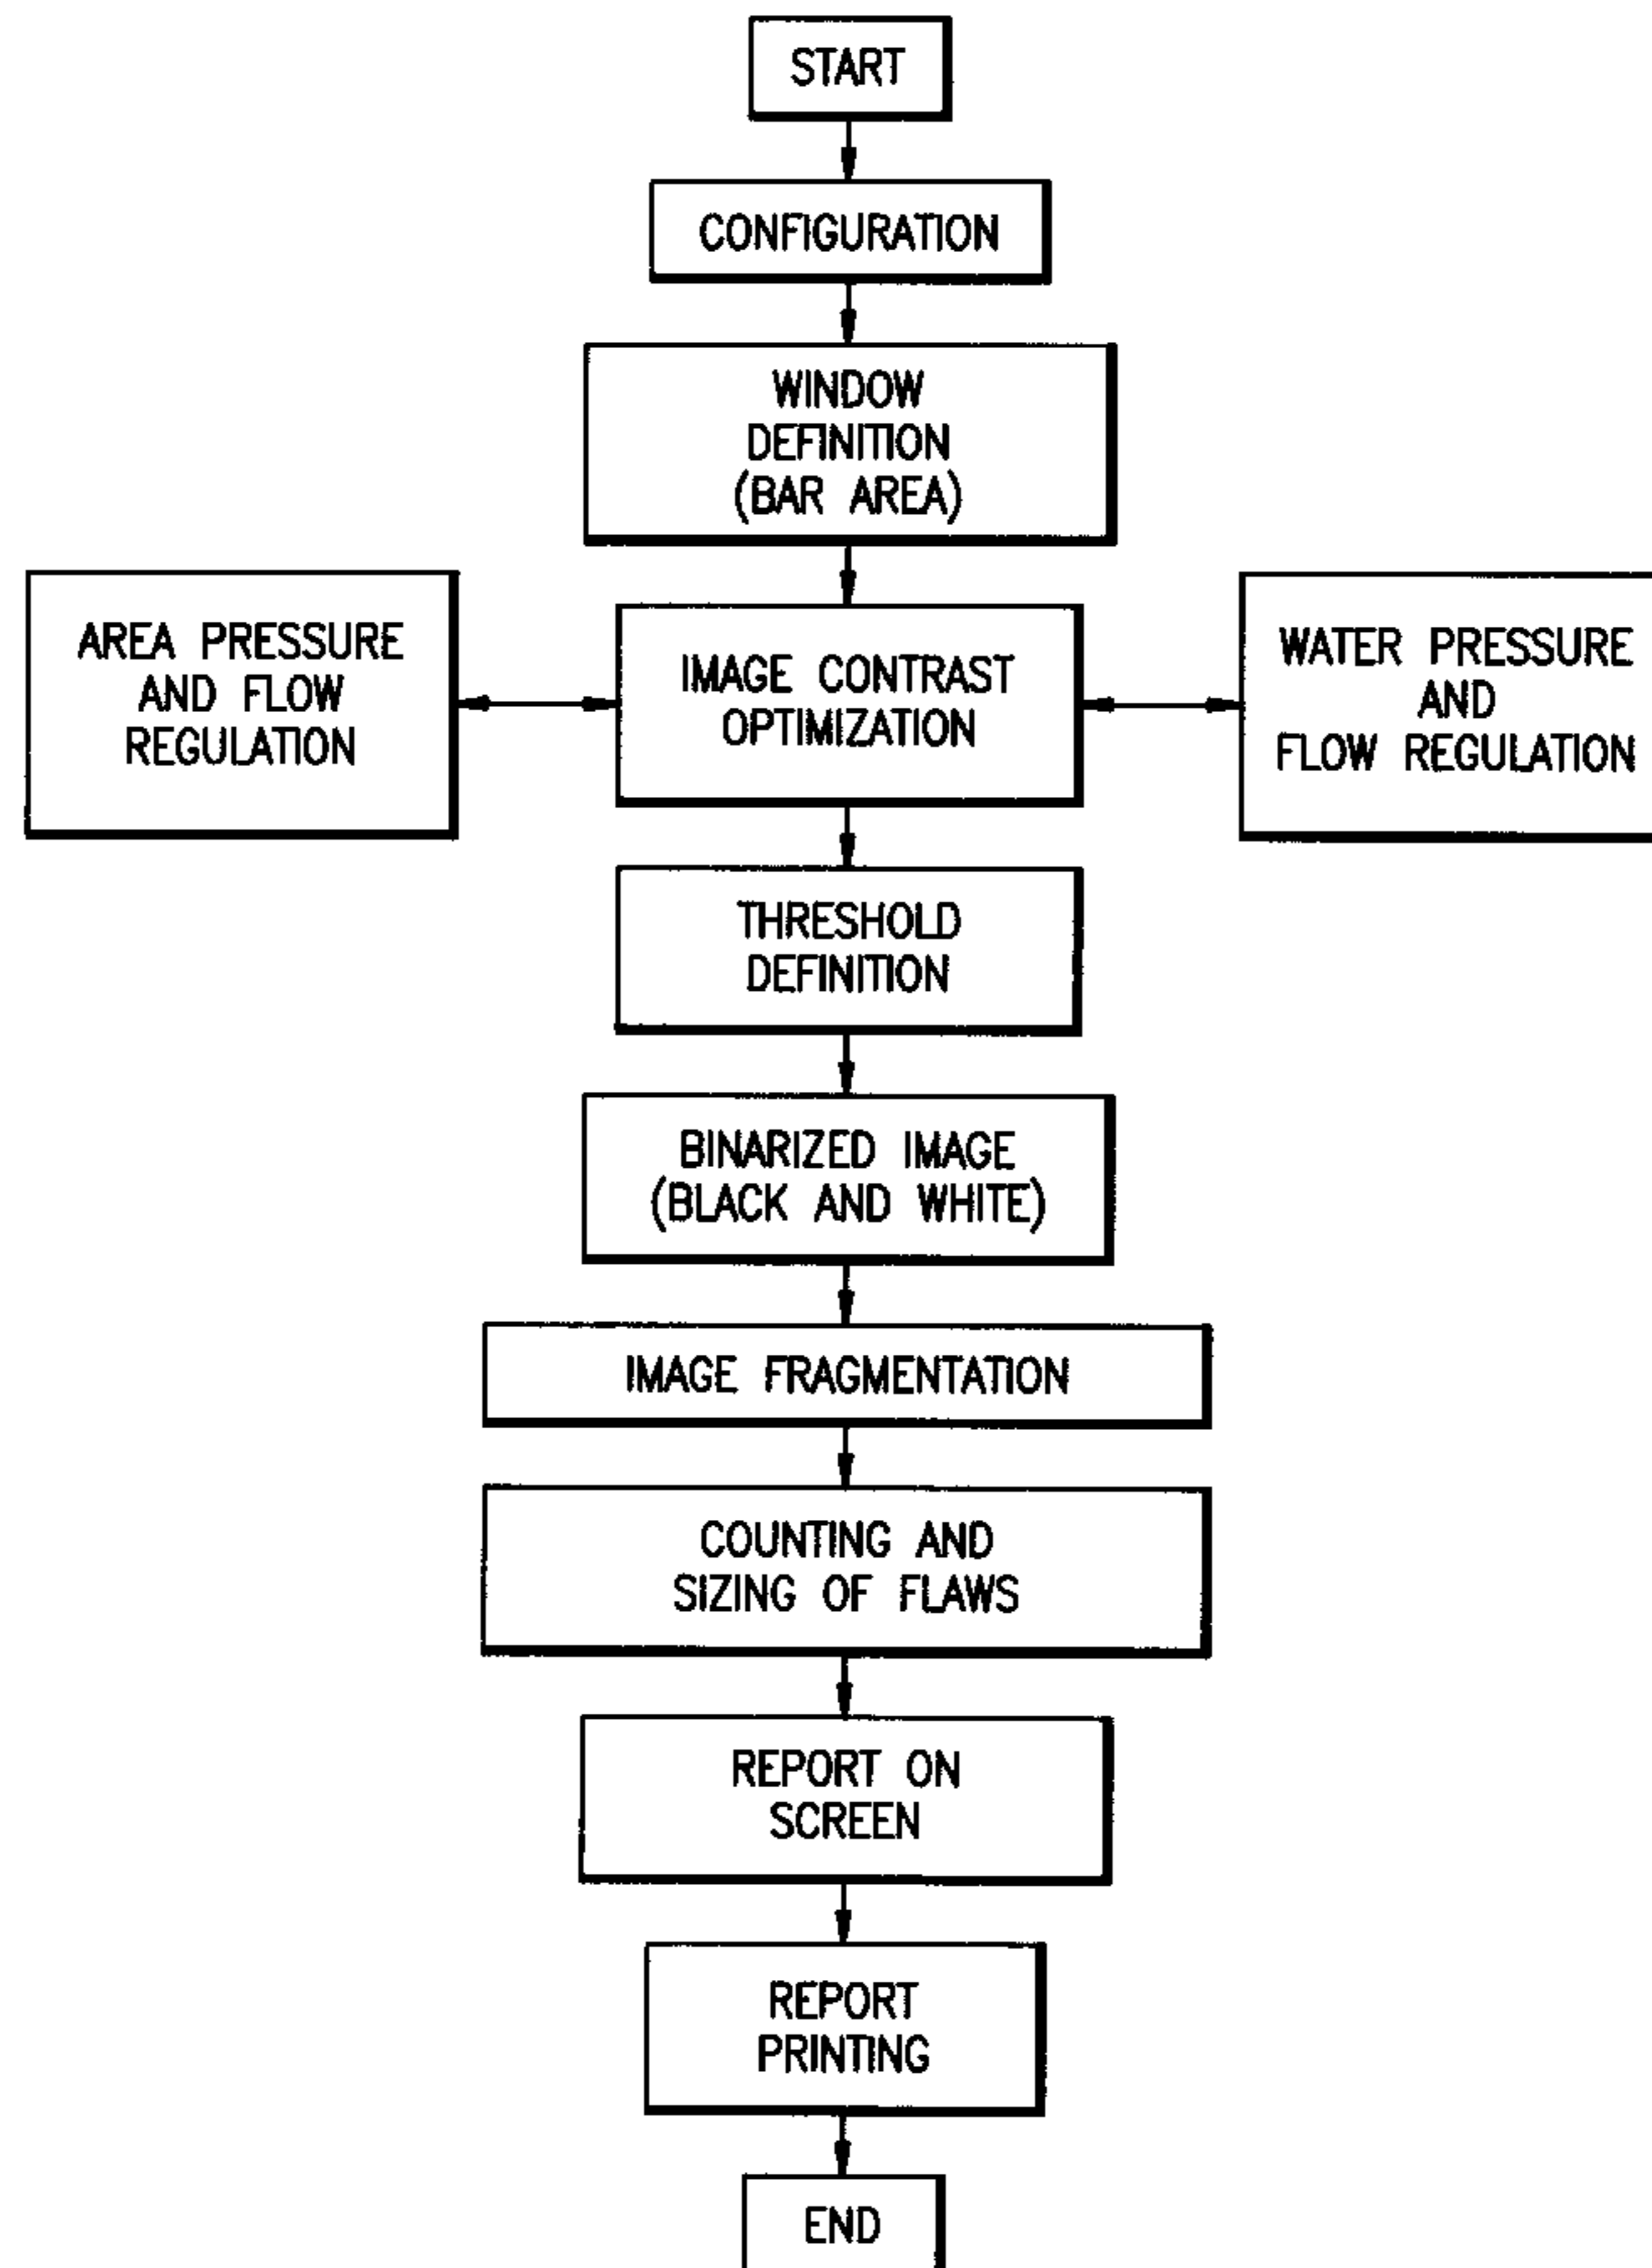 START
CONFIGURATION
WINDOW
DEFINITION
(BAR AREA)
AREA PRESSURE
AND FLOW
REGULATION
IMAGE CONTRAST
OPTIMIZATION
WATER PRESSURE
AND
FLOW REGULATION
THRESHOLD
DEFINITION
BINARIZED IMAGE
(BLACK AND WHITE)
IMAGE FRAGMENTATION
COUNTING AND
SIZING OF FLAWS
REPORT ON
SCREEN
REPORT
PRINTING
END